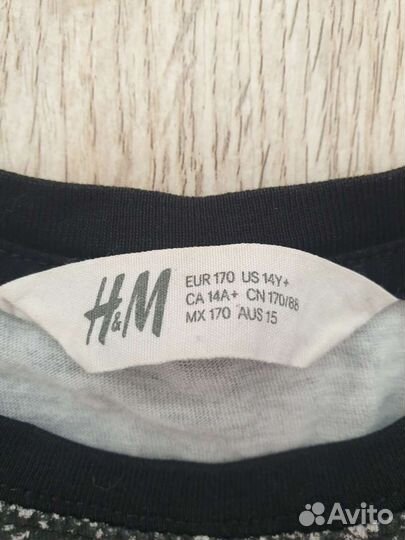 H&M
EUR 170 US 14Y+
CA 14A+ CN 170/88
MX 170 AUS 15
Avito